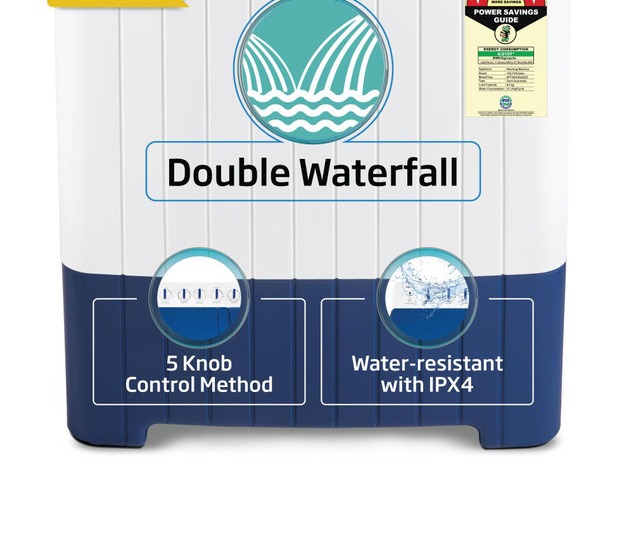 MORE SAVINGS
POWER SAVINGS
GUIDE
ENERGY CONSUMPTION
Double Waterfall
5 Knob
Control Method
Water-resistant
with IPX4